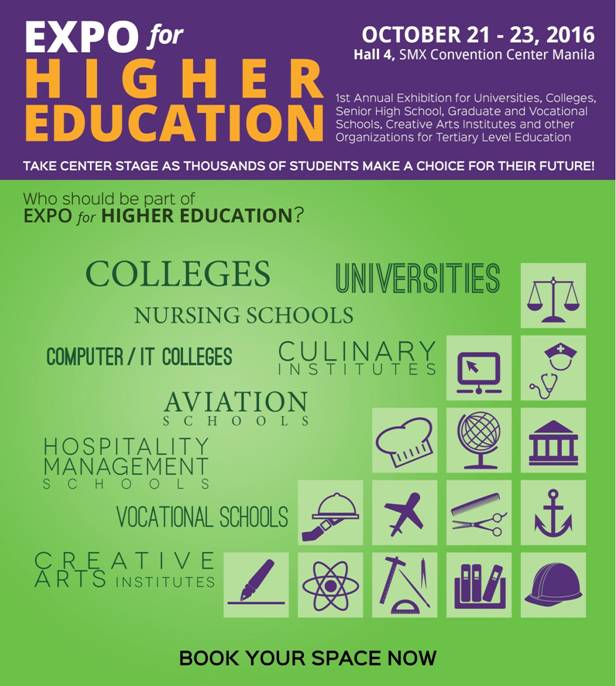 EXPO for
HIGHER
EDUCATION
OCTOBER 21 - 23, 2016
Hall 4, SMX Convention Center Manila
1st Annual Exhibition for Universities, Colleges,
Senior High School, Graduate and Vocational
Schools, Creative Arts Institutes and other
Organizations for Tertiary Level Education
TAKE CENTER STAGE AS THOUSANDS OF STUDENTS MAKE A CHOICE FOR THEIR FUTURE!
Who should be part of
EXPO for HIGHER EDUCATION?
COLLEGES
UNIVERSITIES
NURSING SCHOOLS
COMPUTER / IT COLLEGES
CULINARY
INSTITUTES
AVIATION
SCHOOLS
HOSPITALITY
MANAGEMENT
SCHOOLS
VOCATIONAL SCHOOLS
CREATIVE
ARTS INSTITUTES
BOOK YOUR SPACE NOW